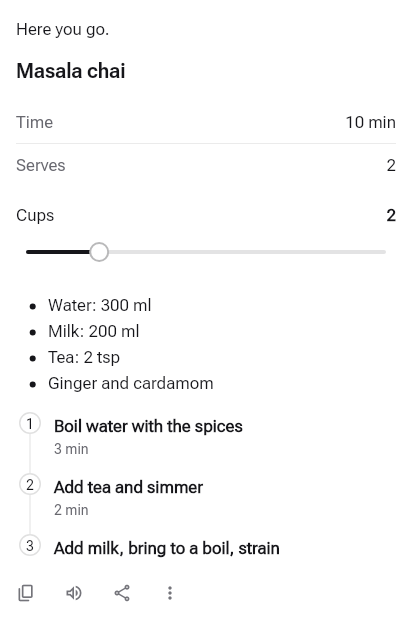 Here you go.
Masala chai
Time 10 min
Serves 2
Cups 2
Water: 300 ml
Milk: 200 ml
Tea: 2 tsp
Ginger and cardamom
1 Boil water with the spices
3 min
2 Add tea and simmer
2 min
3 Add milk, bring to a boil, strain